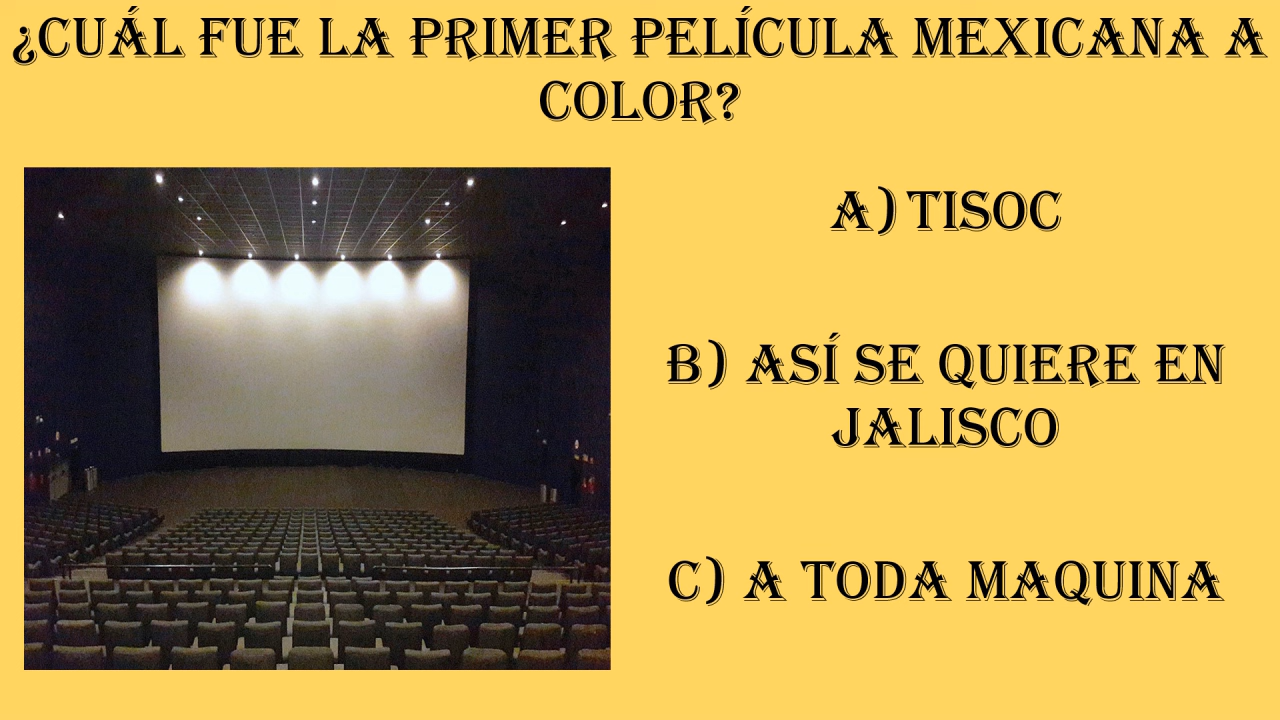 ¿CUÁL FUE LA PRIMER PELÍCULA MEXICANA A
COLOR?
A) TISOC
B) ASÍ SE QUIERE EN
JALISCO
C) A TODA MAQUINA